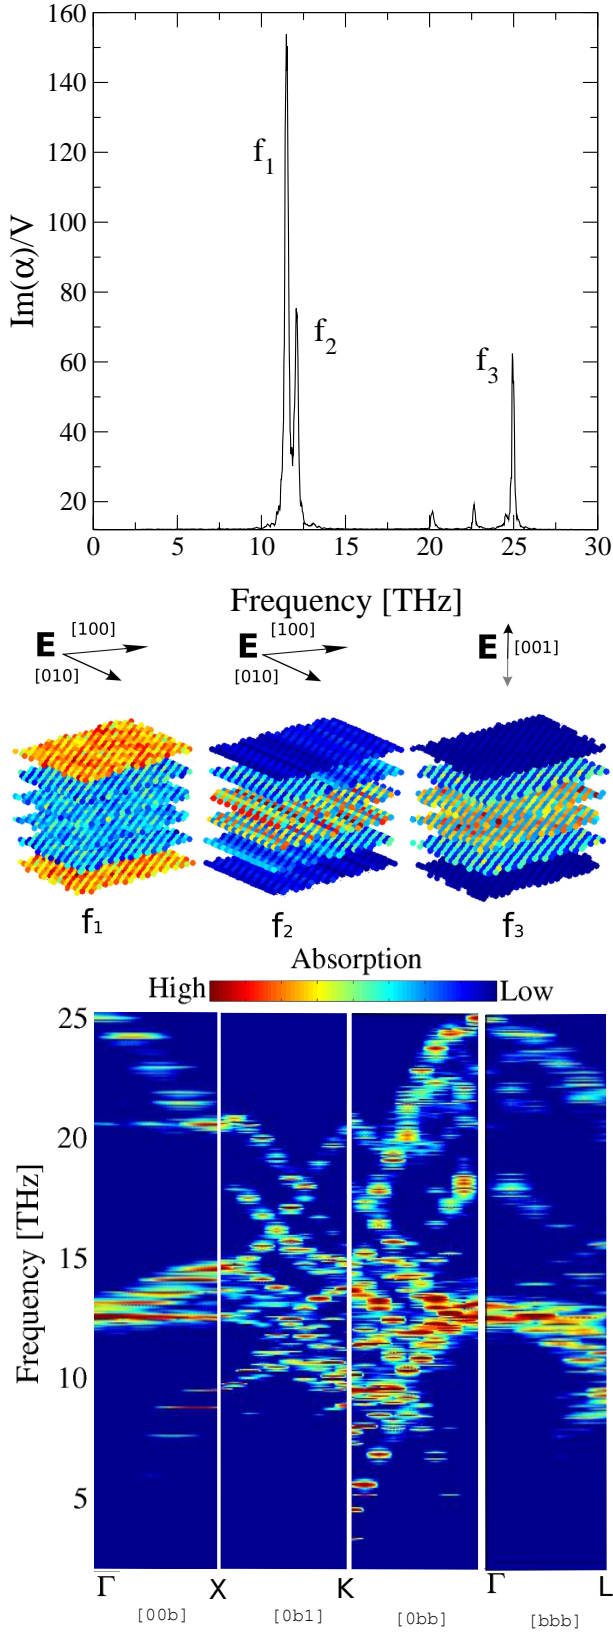 160
140
120
100
80
60
40
20
Im(α)/V
f1
f2
f3
0 5 10 15 20 25 30
Frequency [THz]
E [100] [010]
E [100] [010]
E [001]
f1 f2 f3
Absorption
High Low
25
20
15
10
5
Frequency [THz]
Γ X K Γ L
[00b] [0b1] [0bb] [bbb]